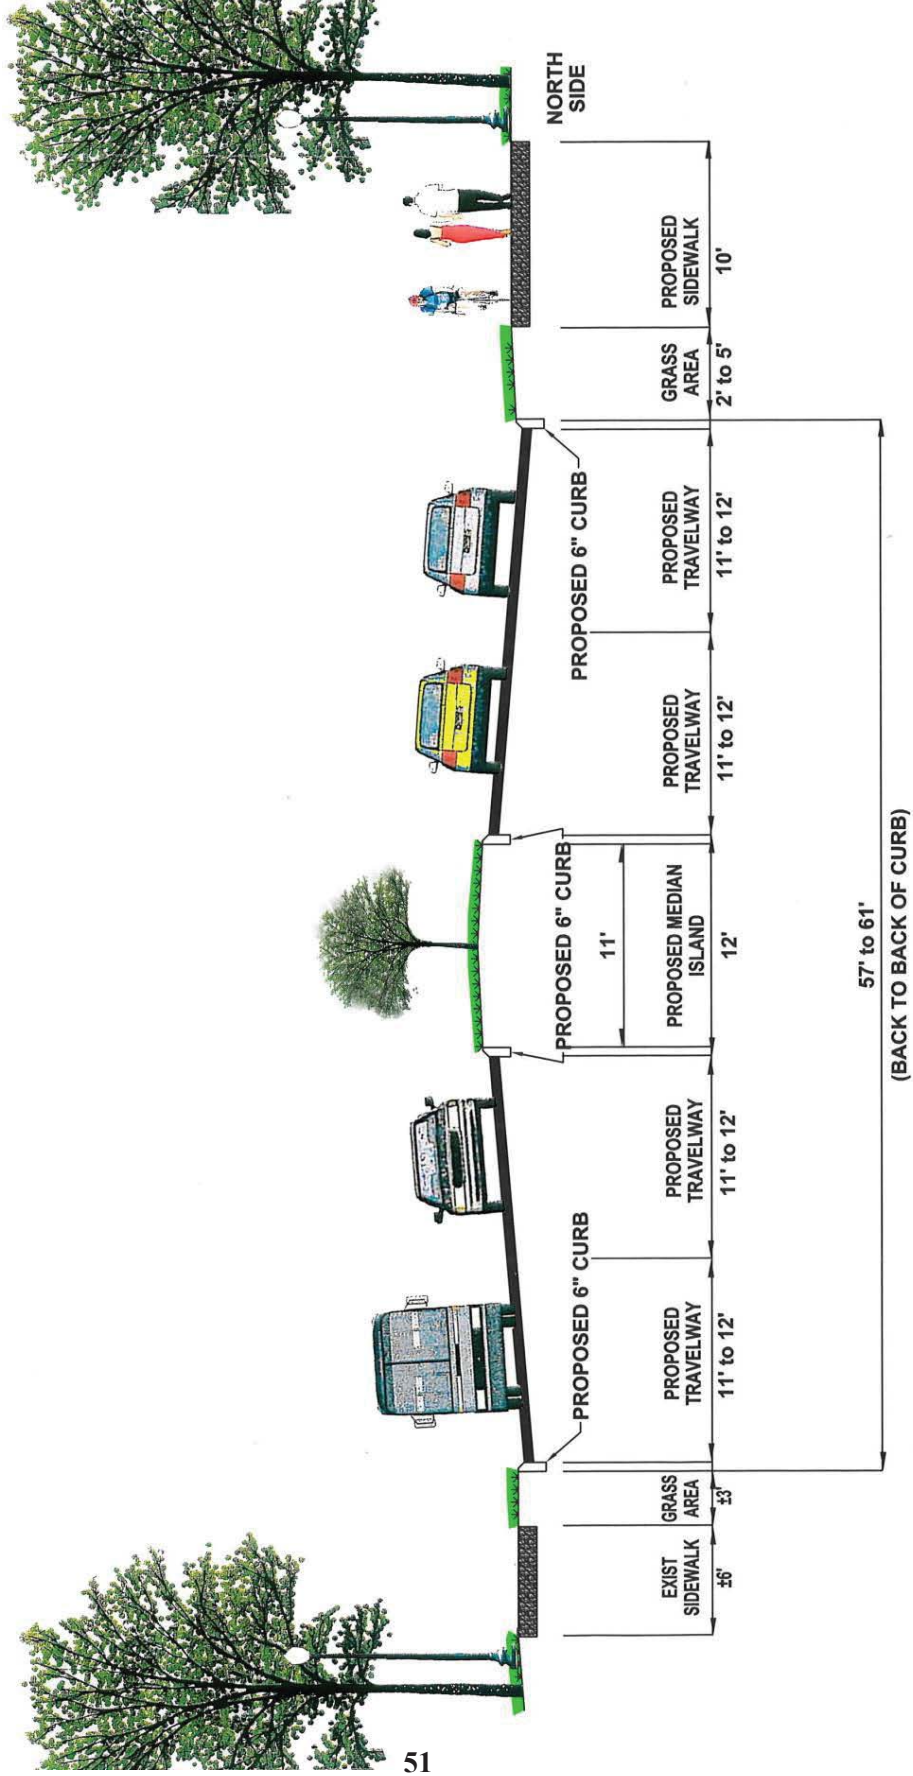 NORTH
SIDE
EXIST
SIDEWALK
±6'
GRASS
AREA
±3'
PROPOSED 6" CURB
PROPOSED
TRAVELWAY
11' to 12'
PROPOSED
TRAVELWAY
11' to 12'
PROPOSED 6" CURB
11'
PROPOSED MEDIAN
ISLAND
12'
PROPOSED
TRAVELWAY
11' to 12'
PROPOSED 6" CURB
PROPOSED
TRAVELWAY
11' to 12'
GRASS
AREA
2' to 5'
PROPOSED
SIDEWALK
10'
57' to 61'
(BACK TO BACK OF CURB)
51